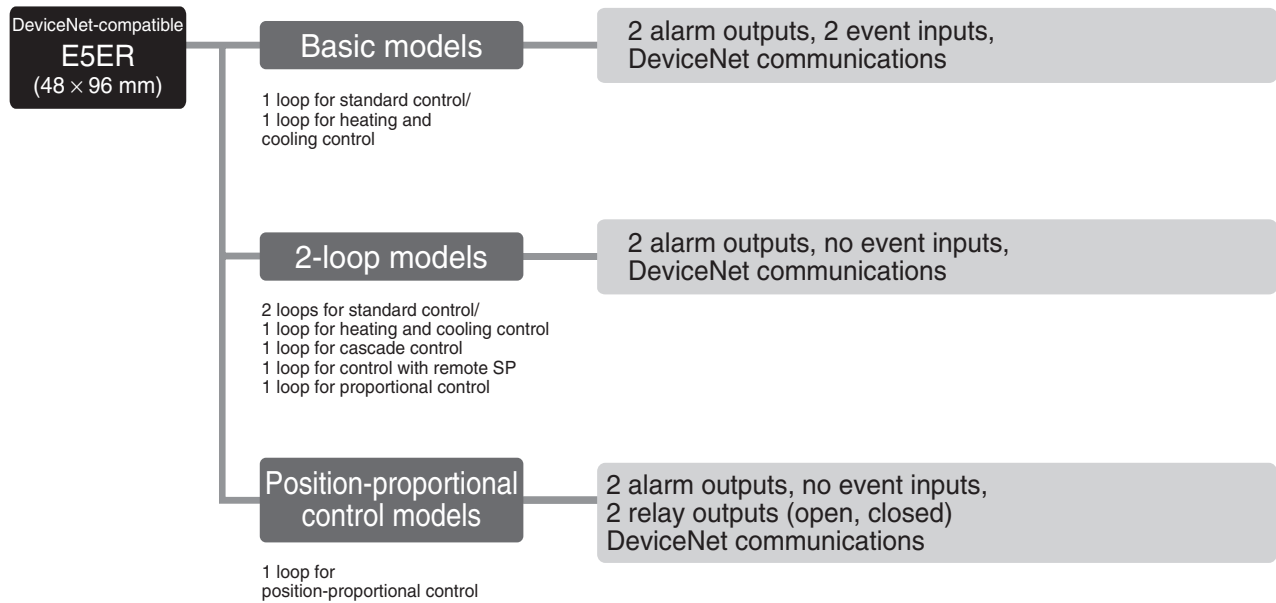 DeviceNet-compatible
E5ER
(48 × 96 mm)
Basic models
2 alarm outputs, 2 event inputs,
DeviceNet communications
1 loop for standard control/
1 loop for heating and
cooling control
2-loop models
2 alarm outputs, no event inputs,
DeviceNet communications
2 loops for standard control/
1 loop for heating and cooling control
1 loop for cascade control
1 loop for control with remote SP
1 loop for proportional control
Position-proportional
control models
2 alarm outputs, no event inputs,
2 relay outputs (open, closed)
DeviceNet communications
1 loop for
position-proportional control